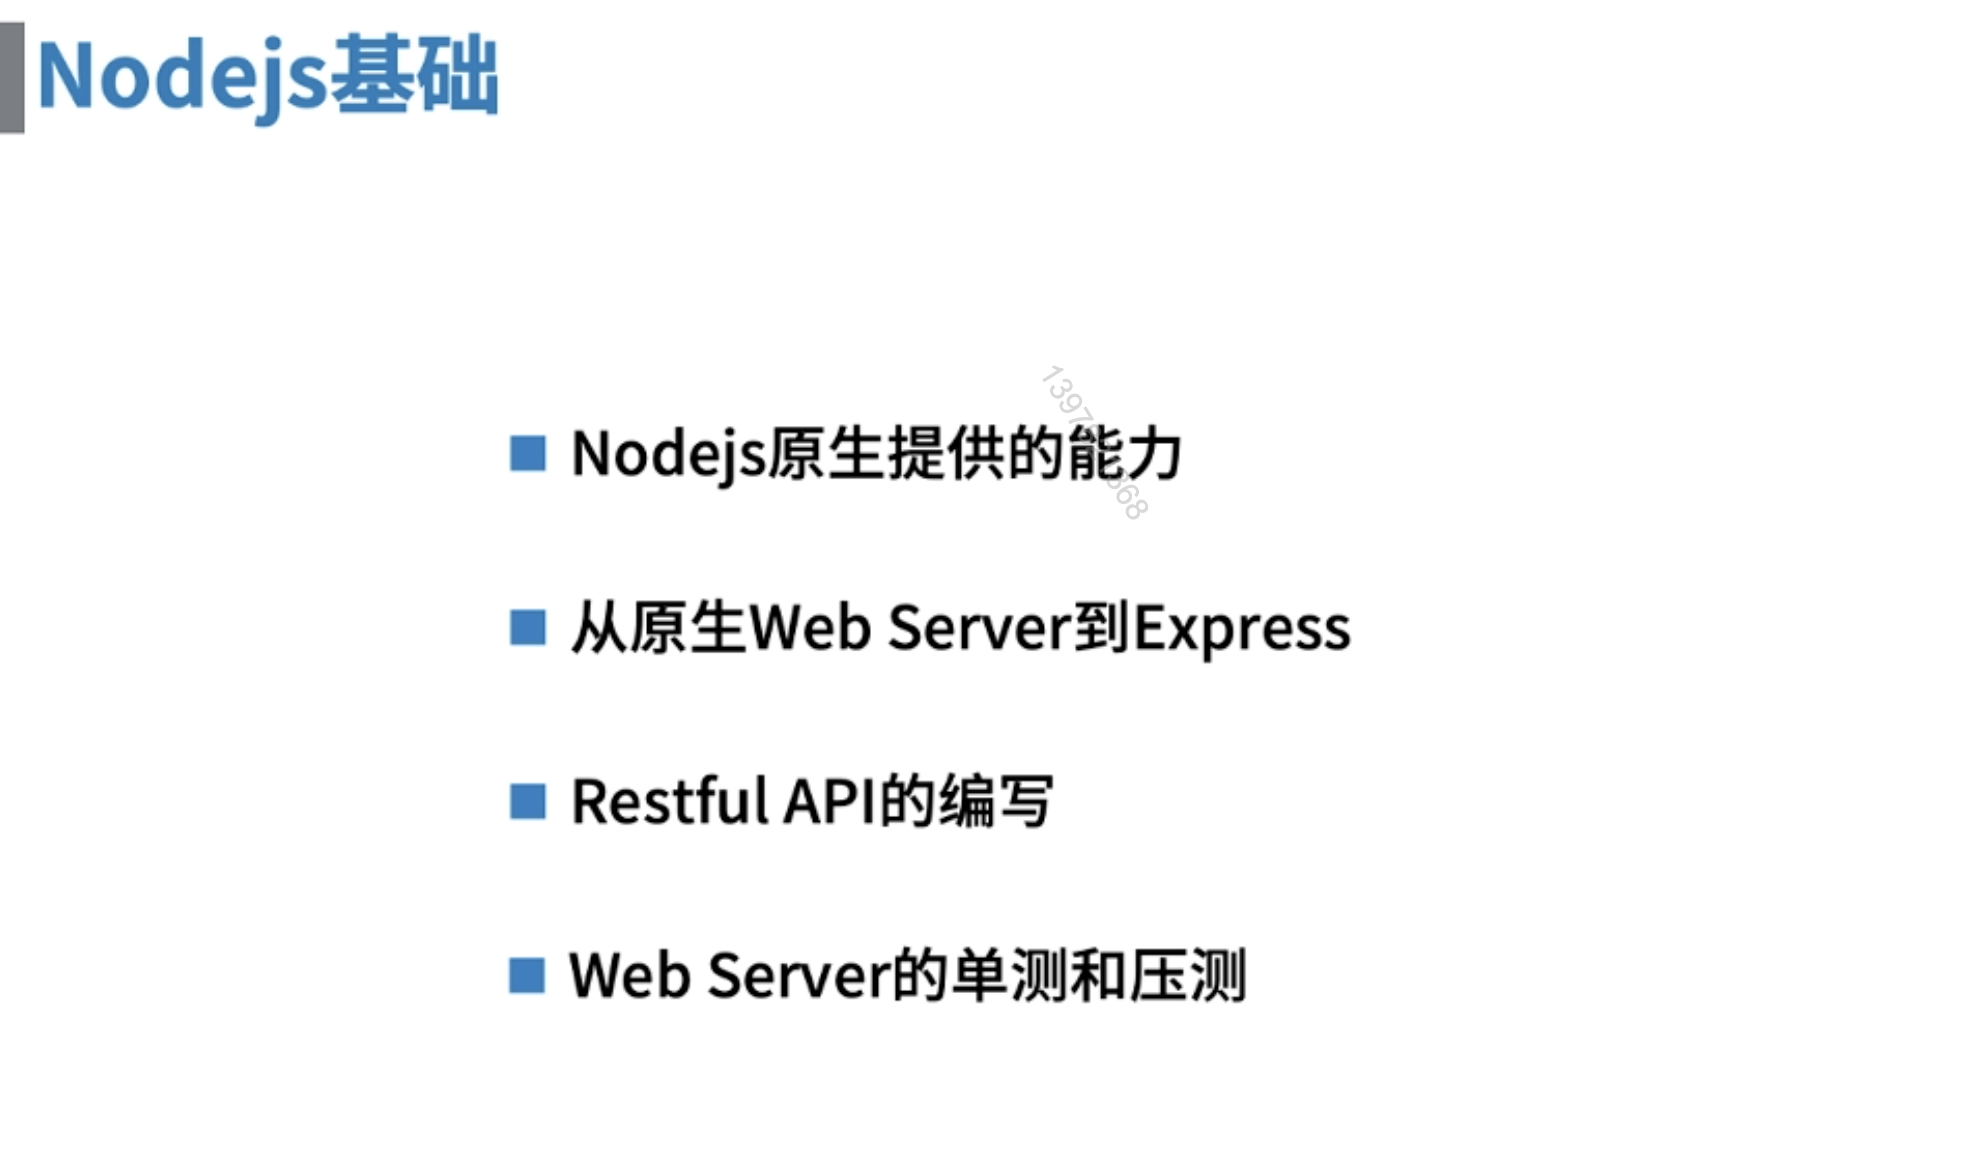 Nodejs基础
Nodejs原生提供的能力
从原生Web Server到Express
Restful API的编写
Web Server的单测和压测